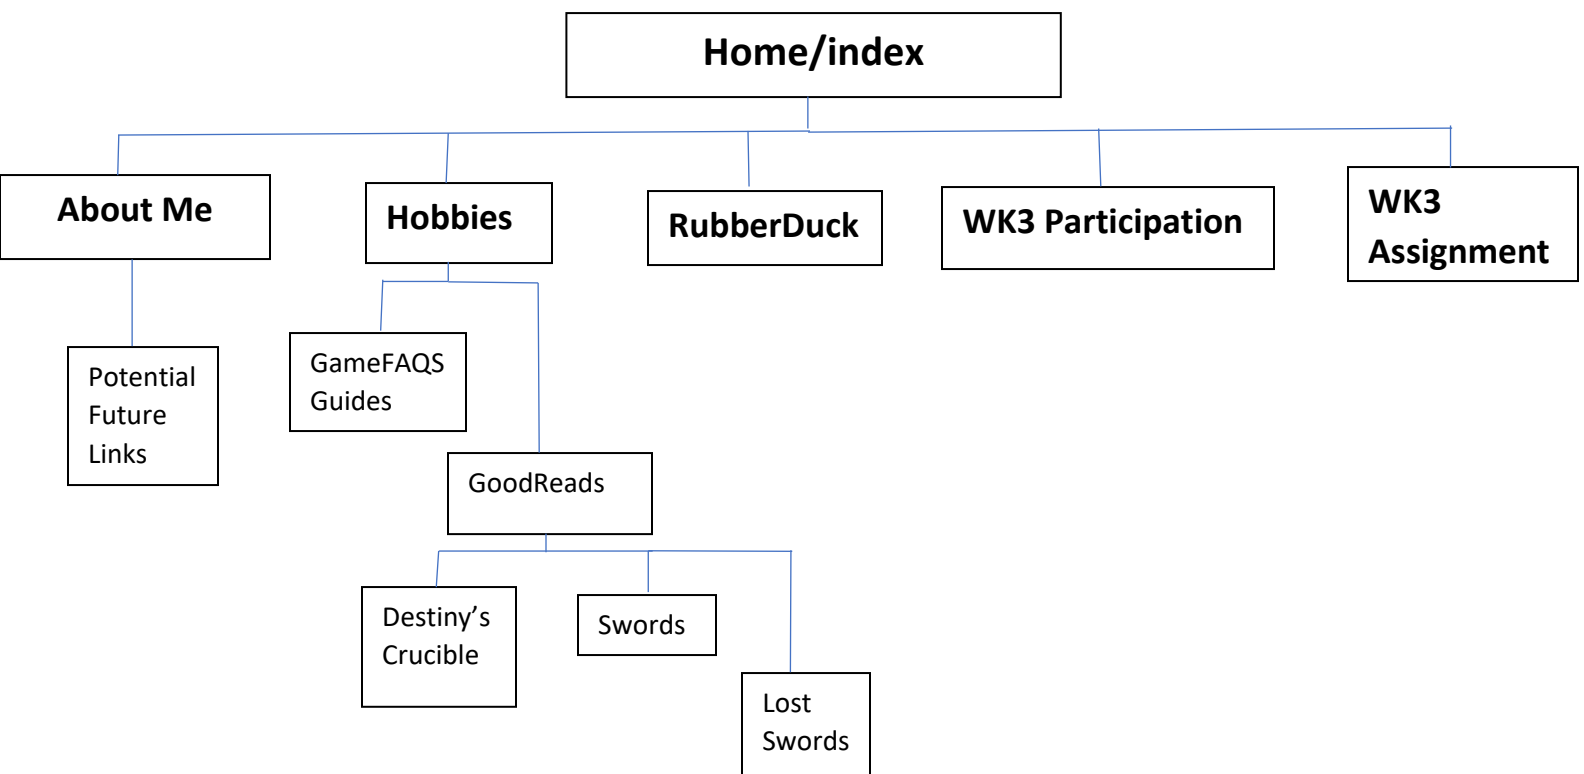 Home/index
About Me
Hobbies
RubberDuck
WK3 Participation
WK3
Assignment
Potential
Future
Links
GameFAQS
Guides
GoodReads
Destiny’s
Crucible
Swords
Lost
Swords